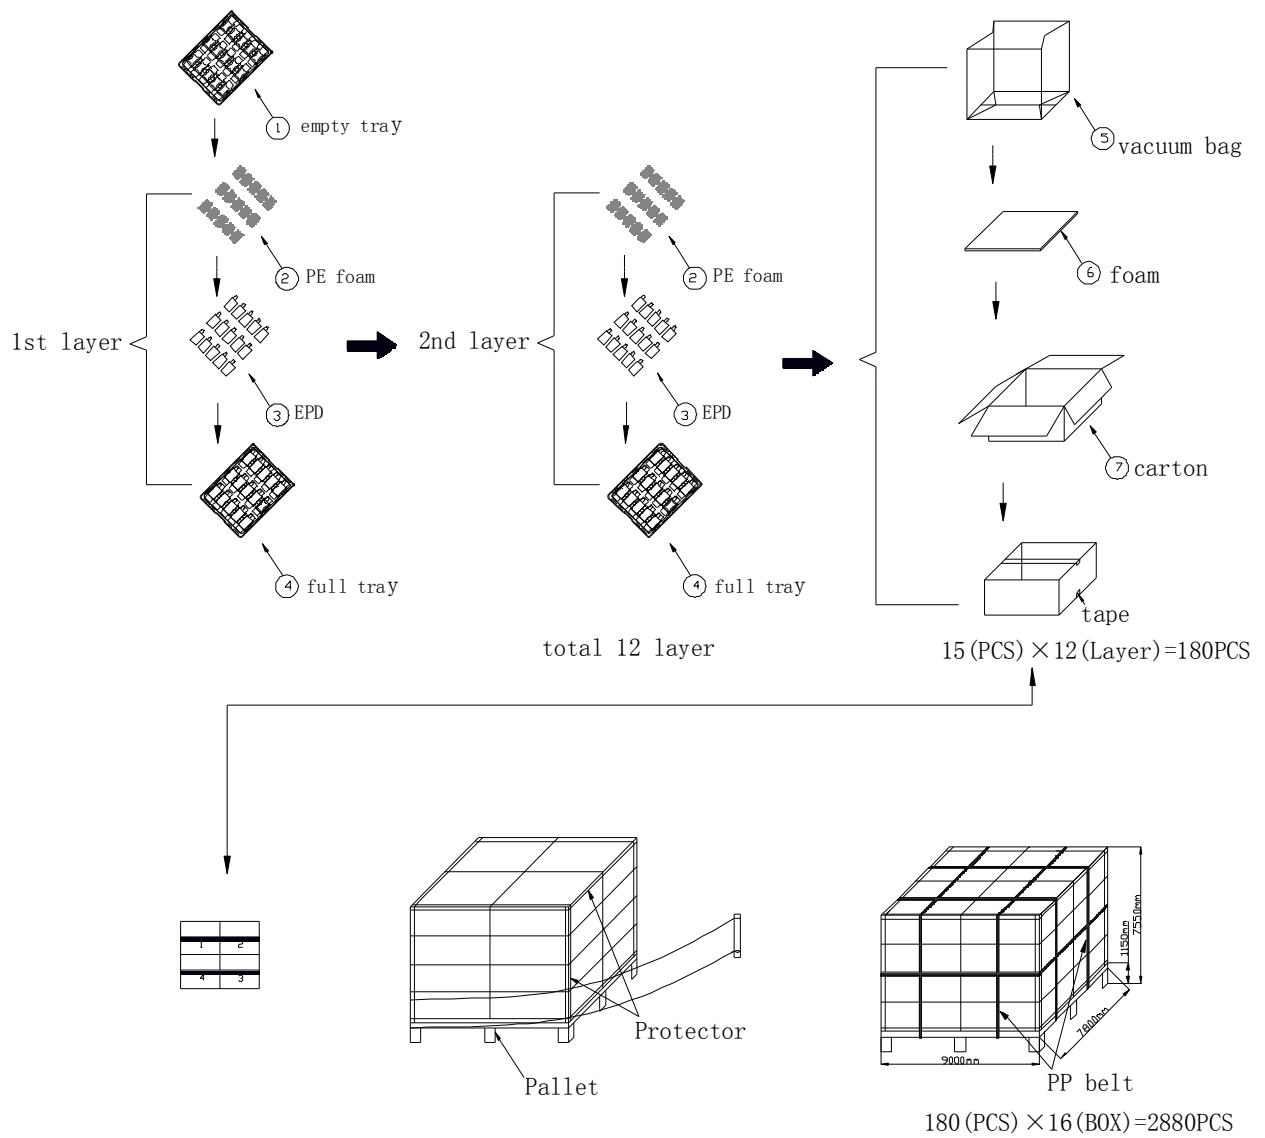 ① empty tray
⑤ vacuum bag
② PE foam
② PE foam
⑥ foam
1st layer
2nd layer
③ EPD
③ EPD
⑦ carton
④ full tray
④ full tray
tape
total 12 layer
15(PCS)×12(Layer)=180PCS
1 2
4 3
1150mm
7550mm
7800mm
9000mm
Protector
Pallet
PP belt
180(PCS)×16(BOX)=2880PCS